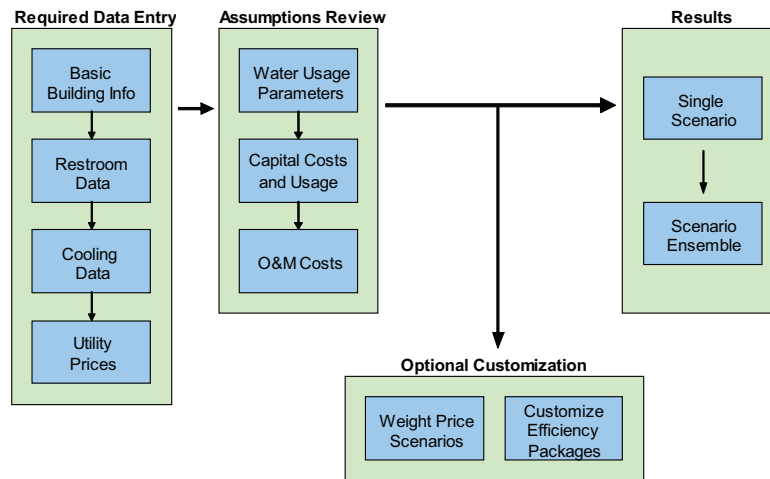 Required Data Entry
Basic
Building Info
Restroom
Data
Cooling
Data
Utility
Prices
Assumptions Review
Water Usage
Parameters
Capital Costs
and Usage
O&M Costs
Results
Single
Scenario
Scenario
Ensemble
Optional Customization
Weight Price
Scenarios
Customize
Efficiency
Packages